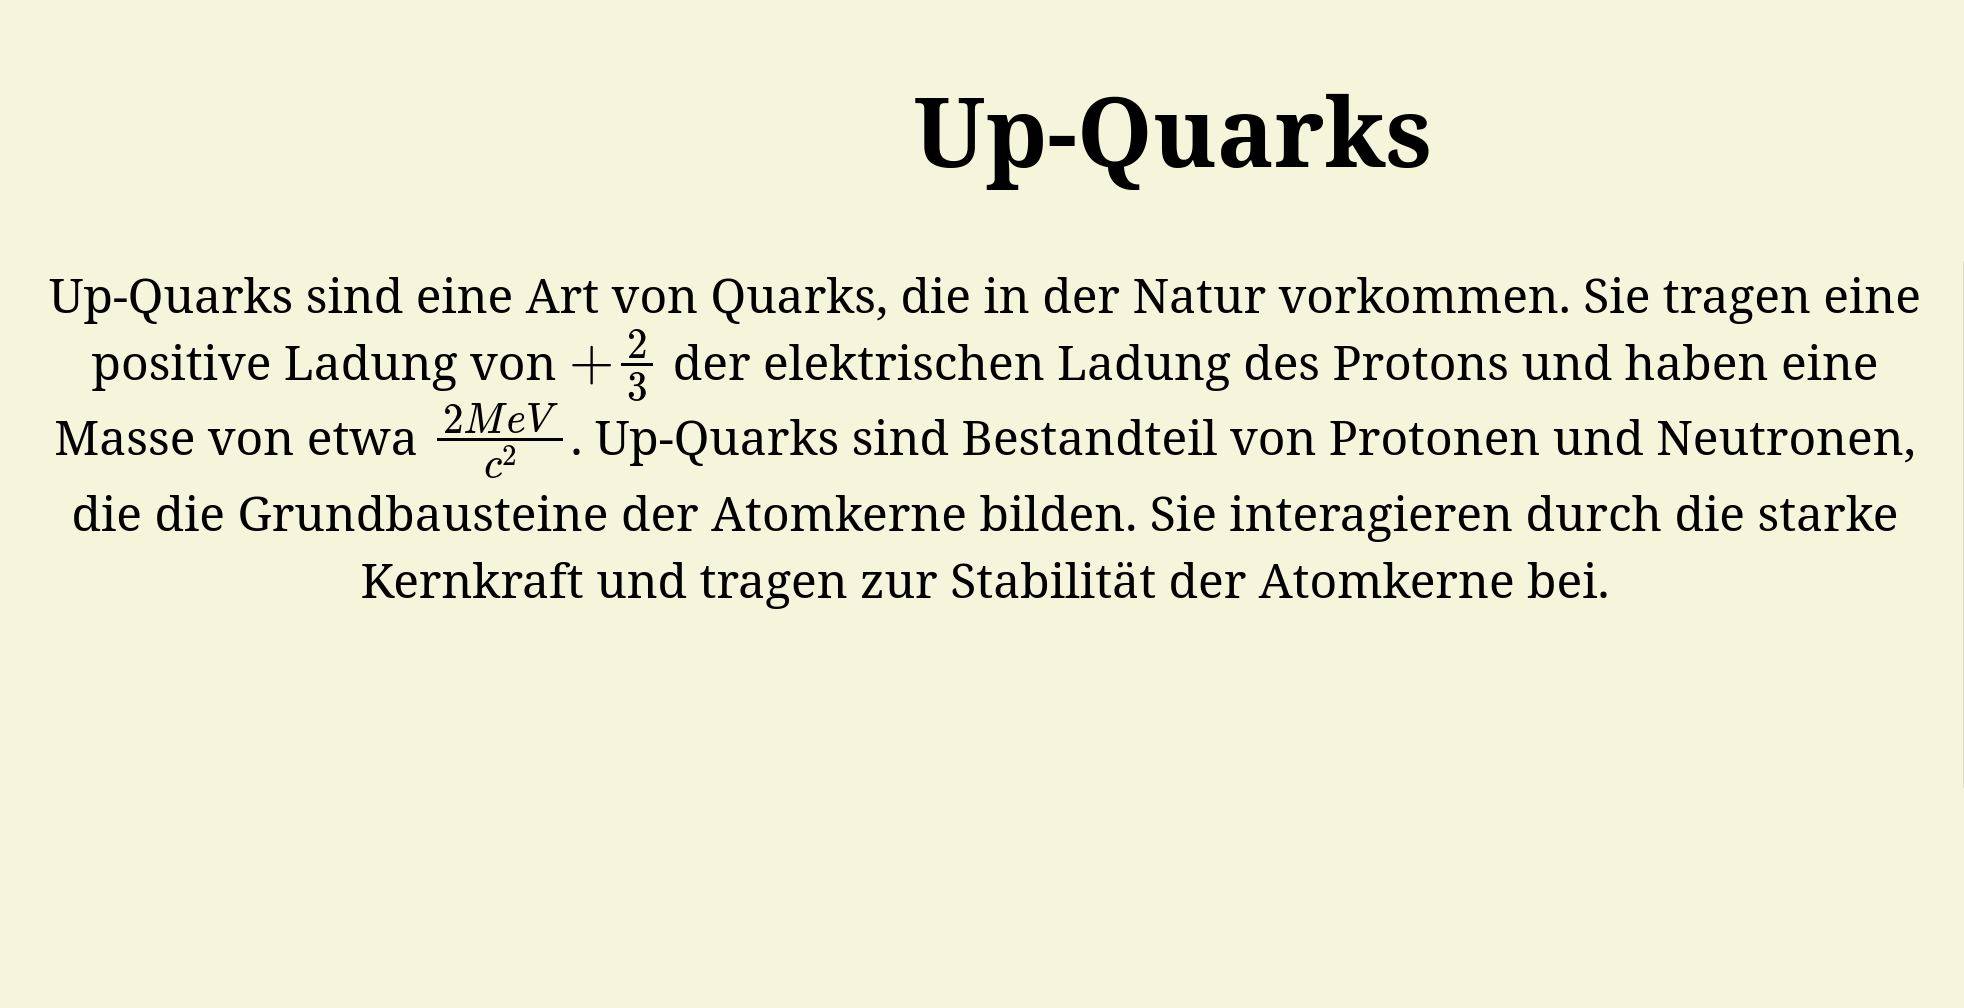 Up-Quarks
Up-Quarks sind eine Art von Quarks, die in der Natur vorkommen. Sie tragen eine
positive Ladung von $+\frac{2}{3}$ der elektrischen Ladung des Protons und haben eine
Masse von etwa $\frac{2MeV}{c^2}$. Up-Quarks sind Bestandteil von Protonen und Neutronen,
die die Grundbausteine der Atomkerne bilden. Sie interagieren durch die starke
Kernkraft und tragen zur Stabilität der Atomkerne bei.